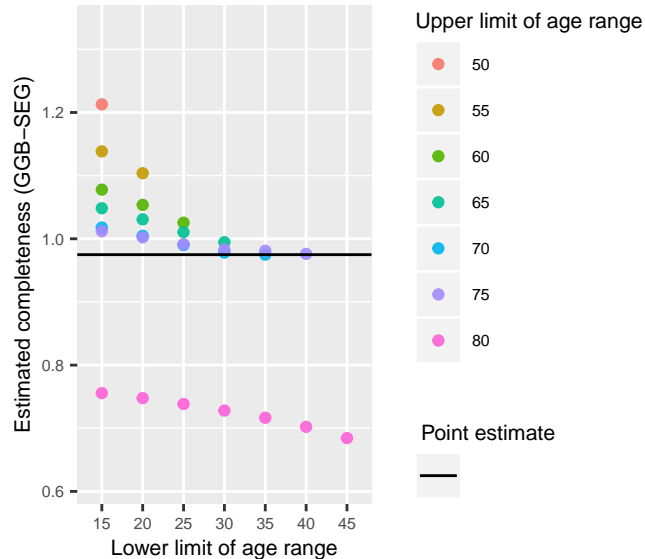 Estimated completeness (GGB−SEG)
1.2
1.0
0.8
0.6
15 20 25 30 35 40 45
Lower limit of age range
Upper limit of age range
50
55
60
65
70
75
80
Point estimate